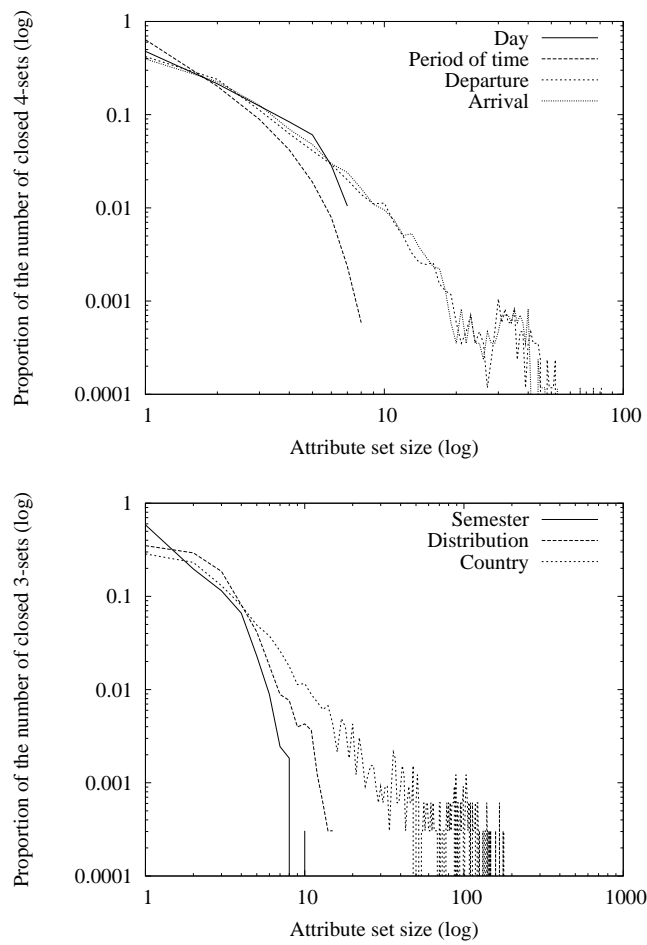 Proportion of the number of closed 4-sets (log)
1
0.1
0.01
0.001
0.0001
Day
Period of time
Departure
Arrival
1
10
100
Attribute set size (log)
Proportion of the number of closed 3-sets (log)
1
0.1
0.01
0.001
0.0001
Semester
Distribution
Country
1
10
100
1000
Attribute set size (log)